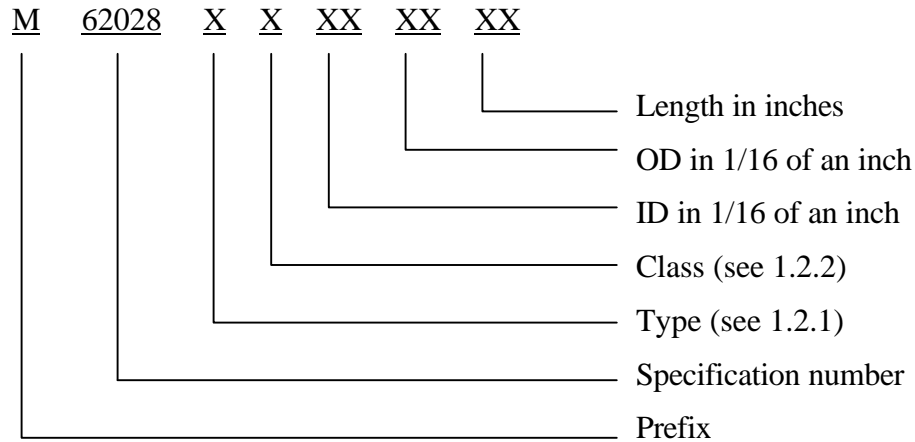 M 62028 X X XX XX XX
Length in inches
OD in 1/16 of an inch
ID in 1/16 of an inch
Class (see 1.2.2)
Type (see 1.2.1)
Specification number
Prefix